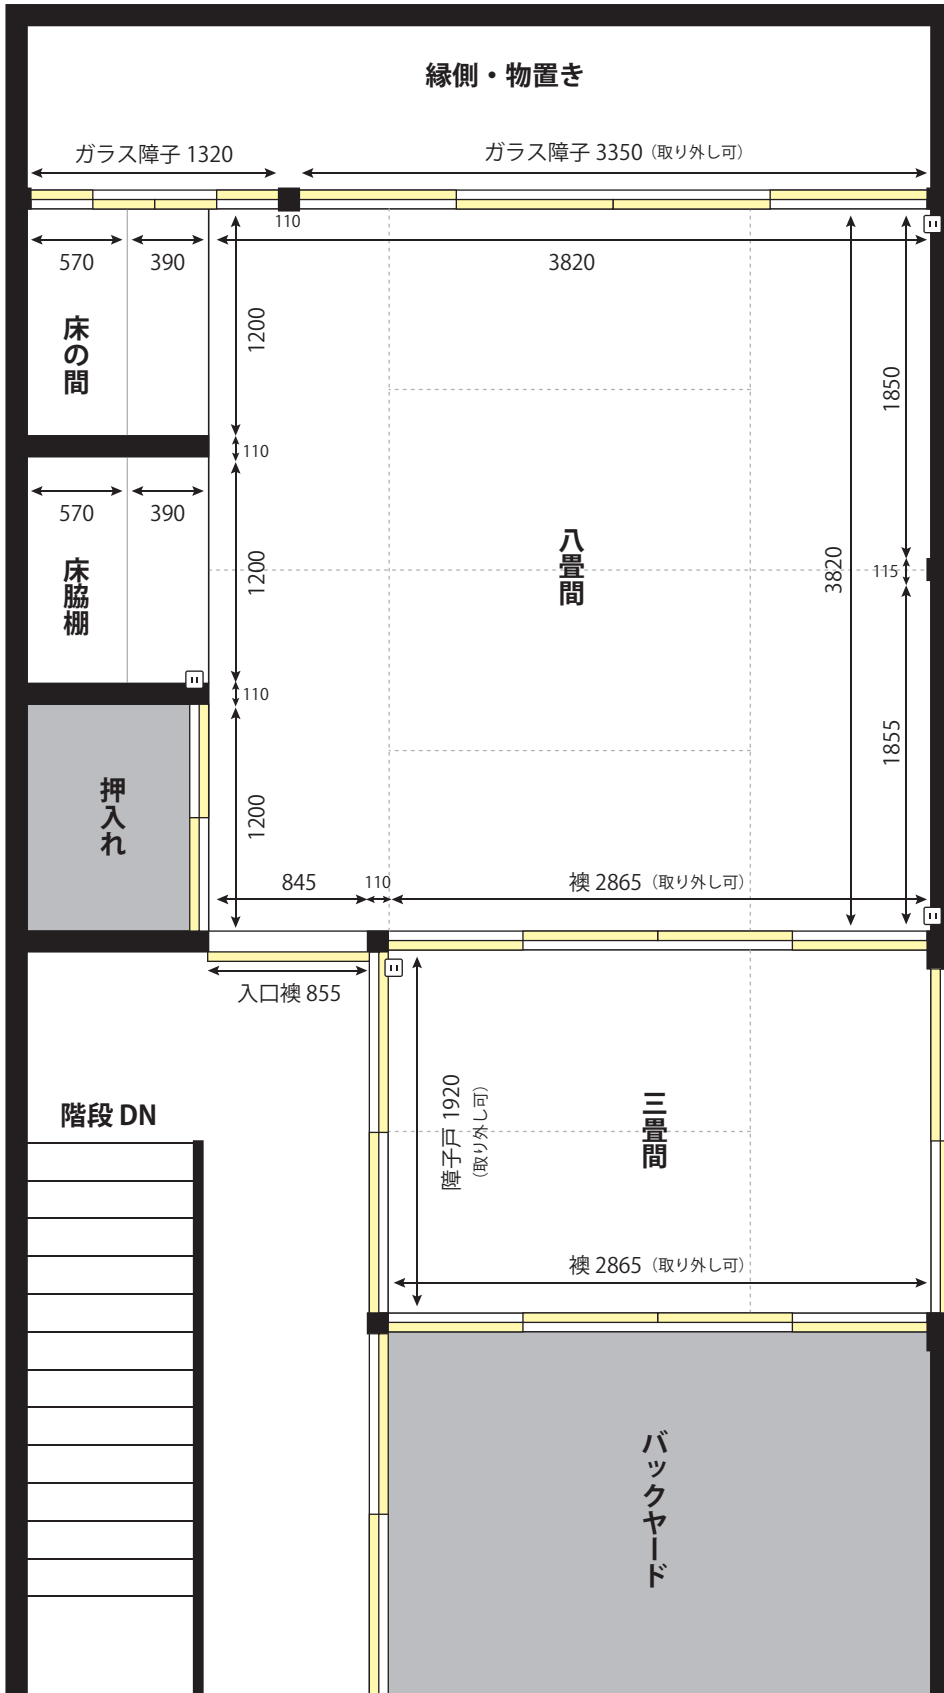 縁側・物置き
ガラス障子 1320
ガラス障子 3350（取り外し可）
110
570
390
3820
床の間
1200
1850
110
570
390
床脇棚
1200
八畳間
3820
115
110
押入れ
1200
1855
845
110
襖 2865（取り外し可）
入口襖 855
障子戸 1920
（取り外し可）
三畳間
階段 DN
襖 2865（取り外し可）
バックヤード